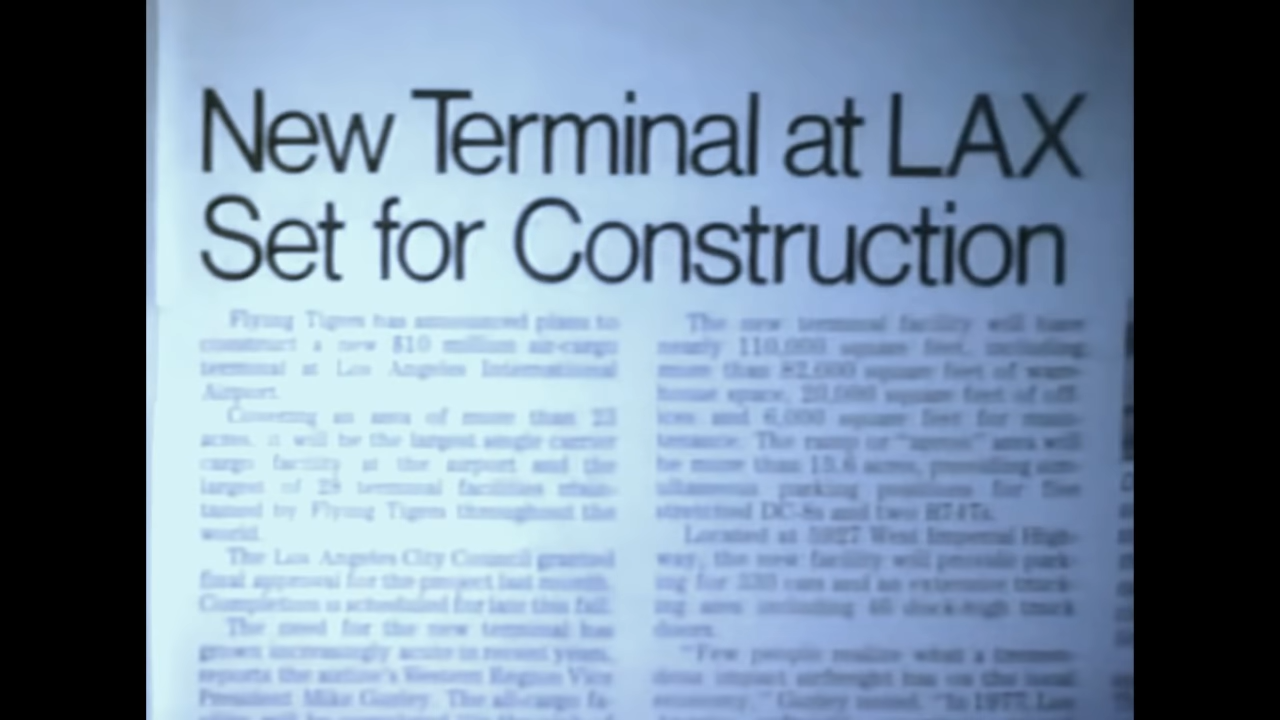 New Terminal at LAX
Set for Construction
Flying Tigers has announced plans to
construct a new $10 million air-cargo
terminal at Los Angeles International
Airport.
Covering an area of more than 23
acres, it will be the largest single carrier
cargo facility at the airport and the
largest of 28 terminal facilities main-
tained by Flying Tigers throughout the
world.
The Los Angeles City Council granted
final approval for the project last month.
Completion is scheduled for late this fall.
The need for the new terminal has
grown increasingly acute in recent years,
reports the airline's Western Region Vice
President Mike Gurley. The all-cargo fa-
The new terminal facility will have
nearly 110,000 square feet, including
more than 82,000 square feet of ware-
house space, 20,000 square feet of off-
ices and 6,000 square feet for main-
tenance. The ramp or "apron" area will
be more than 15.6 acres, providing sim-
ultaneous parking positions for five
stretched DC-8s and two B747s.
Located at 5927 West Imperial High-
way, the new facility will provide park-
ing for 330 cars and an extensive truck-
ing area including 46 dock-high truck
doors.
"Few people realize what a tremen-
dous impact airfreight has on the local
economy," Gurley noted. "In 1977, Los